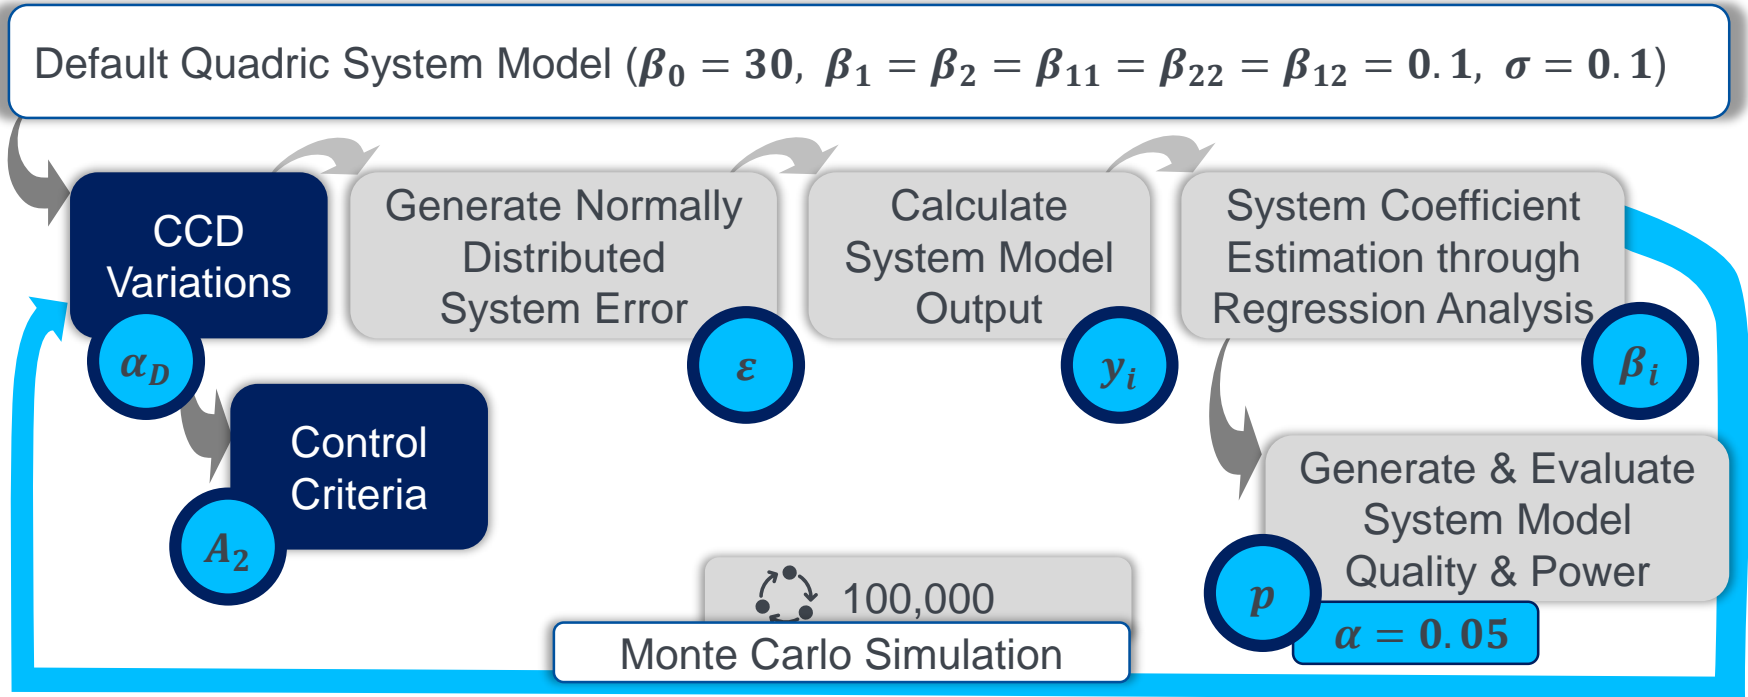 Default Quadric System Model (β₀ = 30, β₁ = β₂ = β₁₁ = β₂₂ = β₁₂ = 0.1, σ = 0.1)
CCD
Variations
α_D
Generate Normally
Distributed
System Error
ε
Calculate
System Model
Output
y_i
System Coefficient
Estimation through
Regression Analysis
β_i
Control
Criteria
A₂
Generate & Evaluate
System Model
Quality & Power
p
α = 0.05
100,000
Monte Carlo Simulation